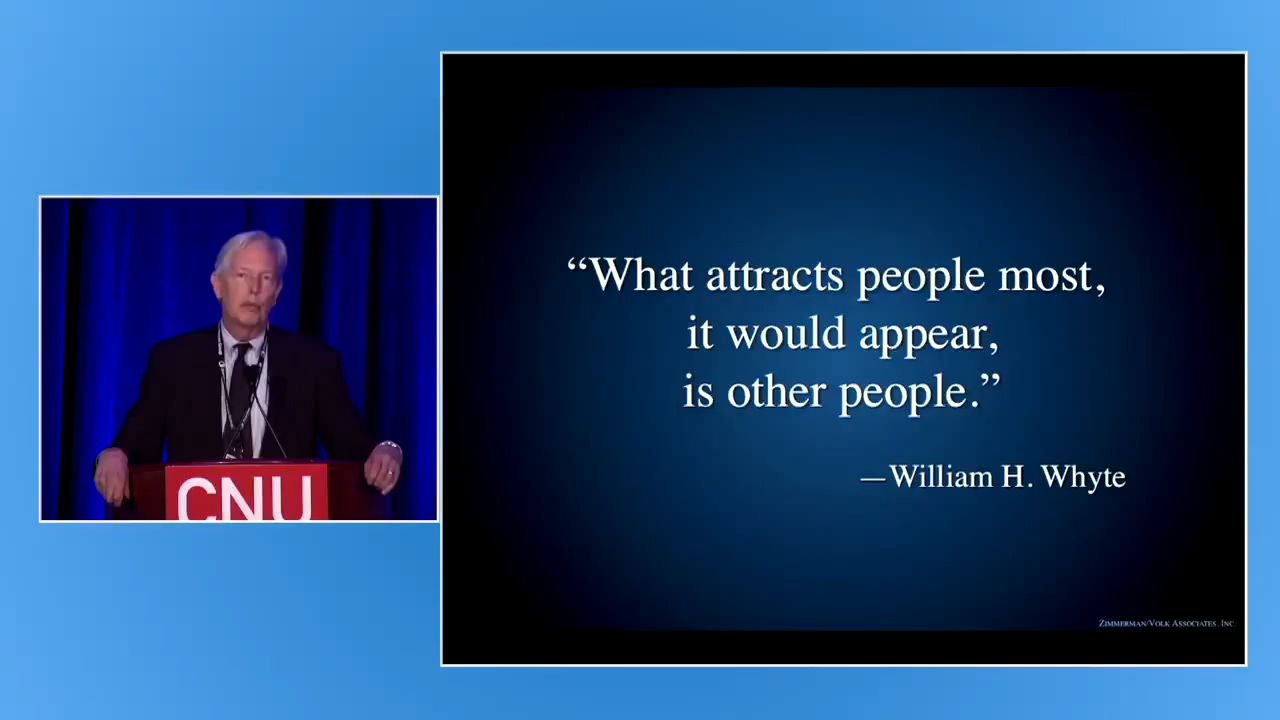 “What attracts people most,
it would appear,
is other people.”
—William H. Whyte
ZIMMERMAN/VOLK ASSOCIATES, INC.
CNU